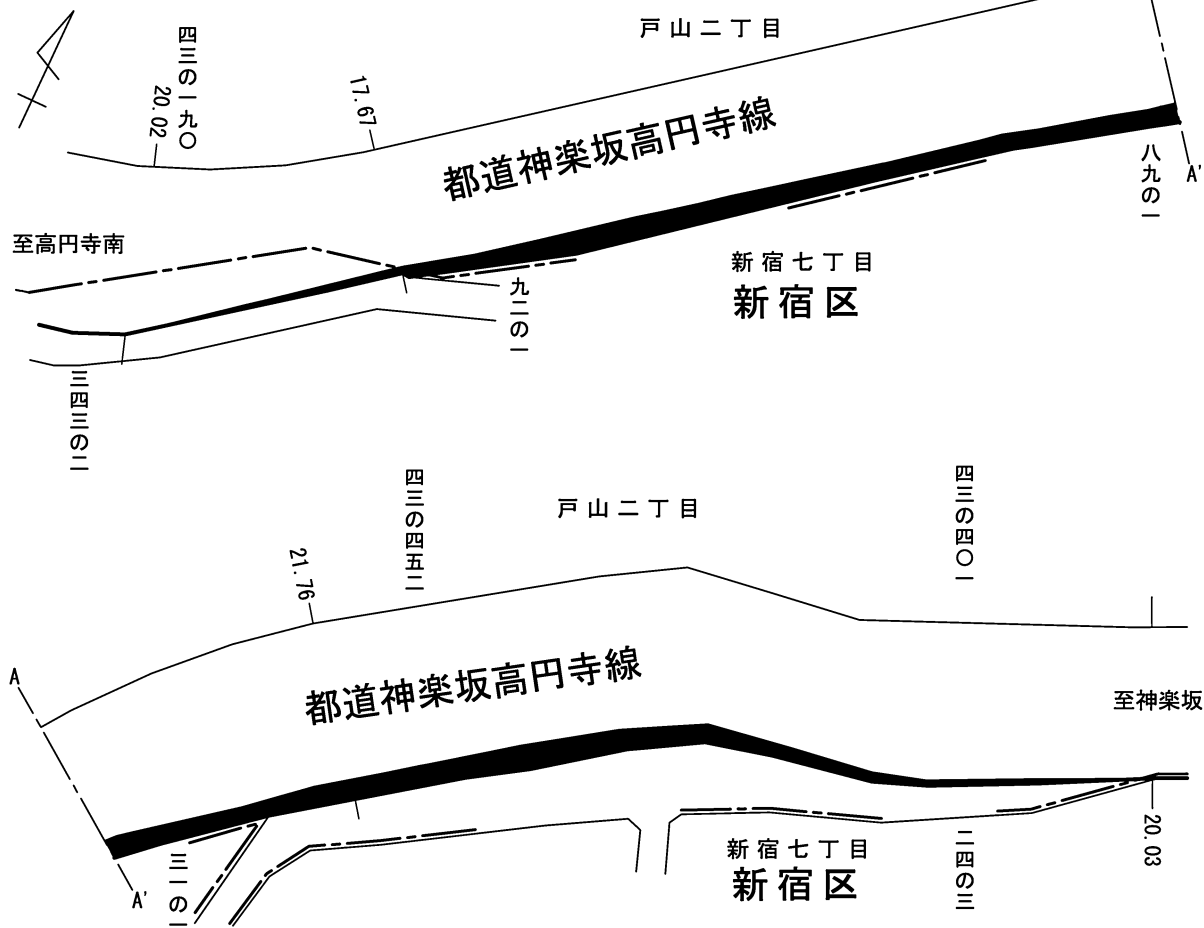 戸山二丁目
四三の一九〇
20.02
17.67
都道神楽坂高円寺線
八九の一
A'
至高円寺南
新宿七丁目
新宿区
九二の一
三四三の二
四三の四五二
戸山二丁目
四三の四〇一
21.76
A
都道神楽坂高円寺線
至神楽坂
新宿七丁目
新宿区
三一の一
A'
二四の三
20.03